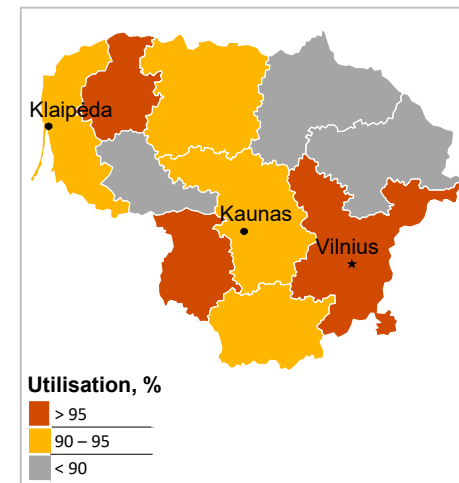 Klaipėda
Kaunas
Vilnius
Utilisation, %
> 95
90 – 95
< 90